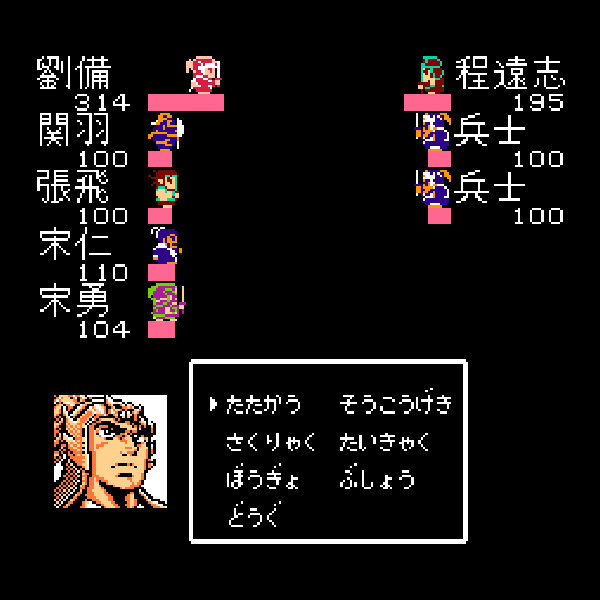 劉備 程遠志
314 195
関羽 兵士
100 100
張飛 兵士
100 100
宋仁
110
宋勇
104
たたかう そうこうげき
さくりゃく たいきゃく
ぼうぎょ ぶしょう
どうぐ